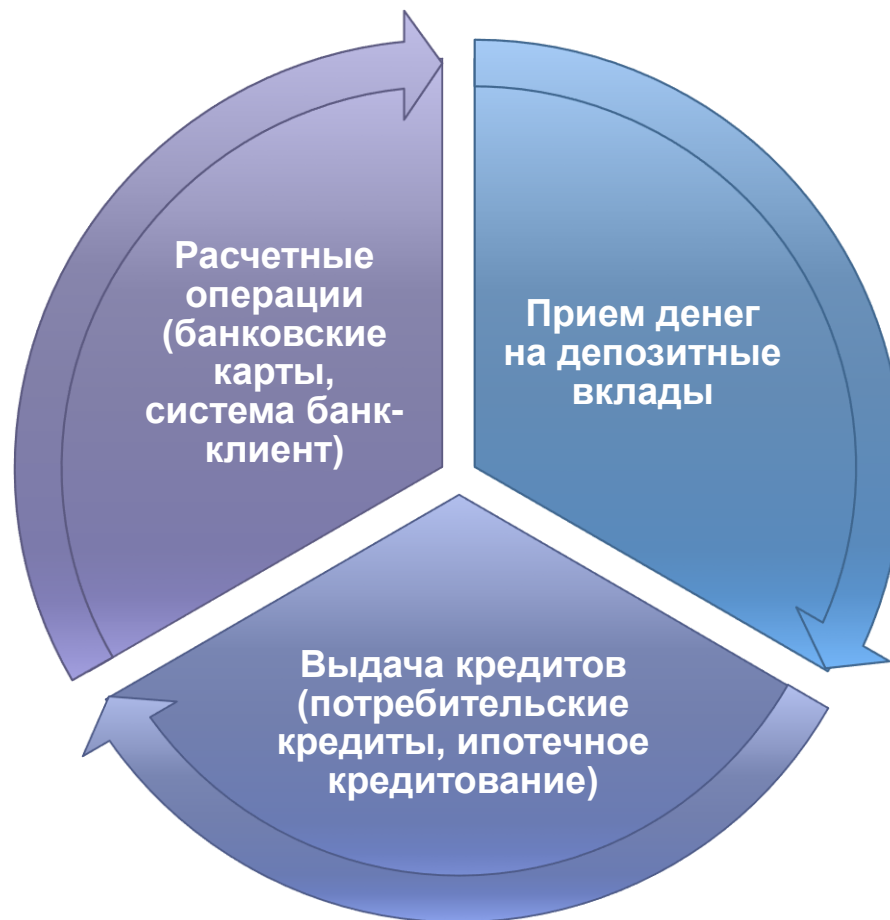 Расчетные
операции
(банковские
карты,
система банк-
клиент)
Прием денег
на депозитные
вклады
Выдача кредитов
(потребительские
кредиты, ипотечное
кредитование)